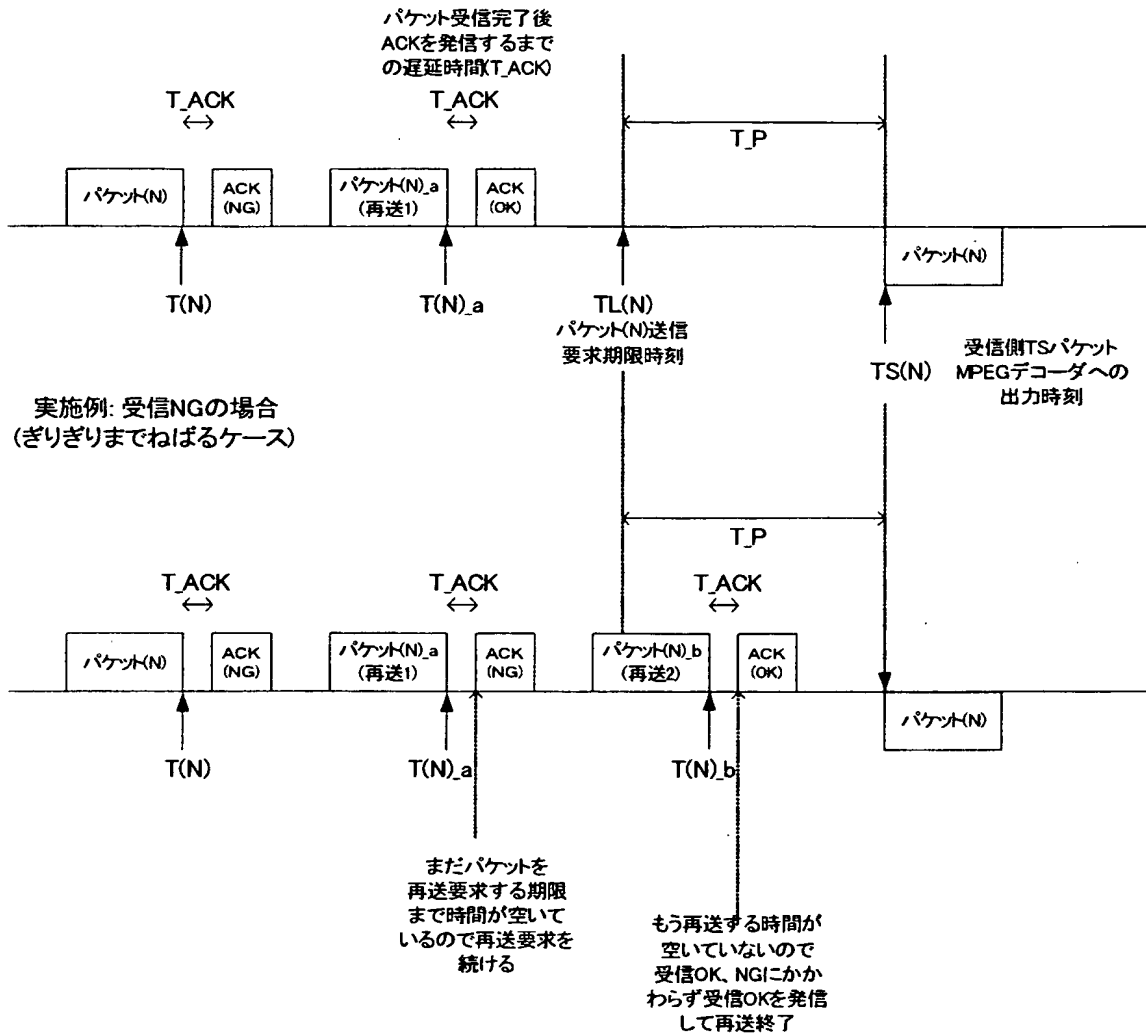 パケット受信完了後
ACKを発信するまで
の遅延時間(T_ACK)
T_ACK
T_ACK
T_P
パケット(N)
ACK
(NG)
パケット(N)_a
(再送1)
ACK
(OK)
パケット(N)
T(N)
T(N)_a
TL(N)
パケット(N)送信
要求期限時刻
TS(N)
受信側TSパケット
MPEGデコーダへの
出力時刻
実施例: 受信NGの場合
(ぎりぎりまでねばるケース)
T_P
T_ACK
T_ACK
T_ACK
パケット(N)
ACK
(NG)
パケット(N)_a
(再送1)
ACK
(NG)
パケット(N)_b
(再送2)
ACK
(OK)
パケット(N)
T(N)
T(N)_a
T(N)_b
まだパケットを
再送要求する期限
まで時間が空いて
いるので再送要求を
続ける
もう再送する時間が
空いていないので
受信OK、NGにかか
わらず受信OKを発信
して再送終了